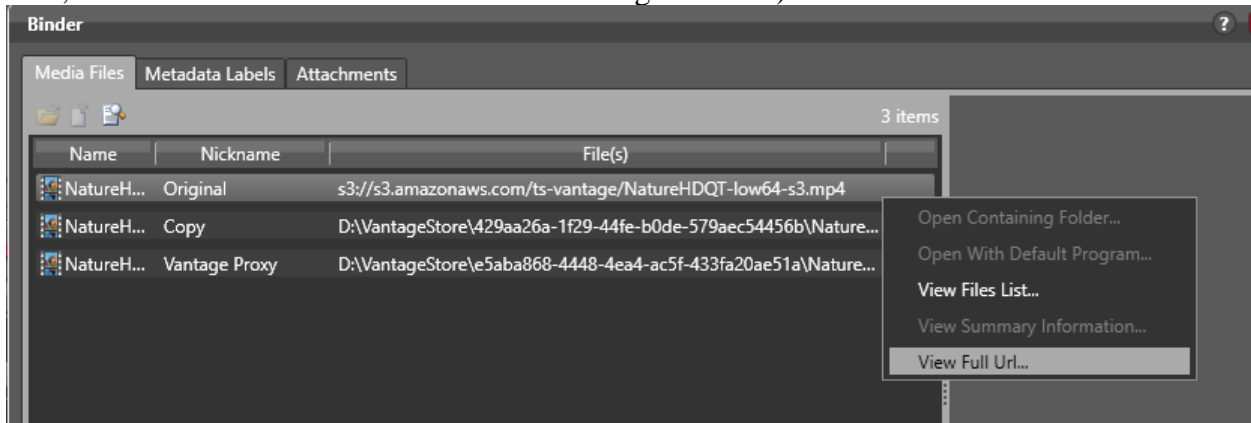 Binder ?
Media Files Metadata Labels Attachments
3 items
Name Nickname File(s)
NatureH... Original s3://s3.amazonaws.com/ts-vantage/NatureHDQT-low64-s3.mp4
NatureH... Copy D:\VantageStore\429aa26a-1f29-44fe-b0de-579aec54456b\Nature...
NatureH... Vantage Proxy D:\VantageStore\e5aba868-4448-4ea4-ac5f-433fa20ae51a\Nature...
Open Containing Folder...
Open With Default Program...
View Files List...
View Summary Information...
View Full Url...